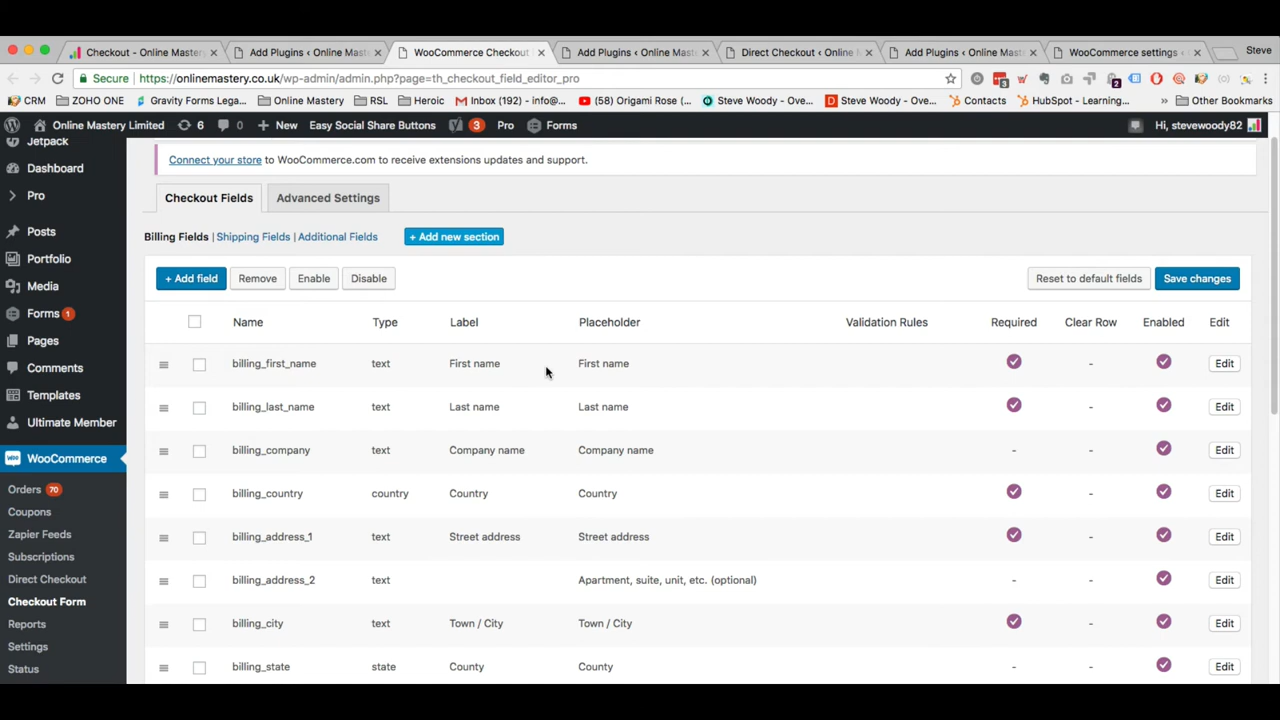 Checkout - Online Mastery
Add Plugins ‹ Online Mast
WooCommerce Checkout
Add Plugins ‹ Online Mast
Direct Checkout ‹ Online
Add Plugins ‹ Online Mast
WooCommerce settings ‹
Steve
Secure
https://onlinemastery.co.uk/wp-admin/admin.php?page=th_checkout_field_editor_pro
CRM
ZOHO ONE
Gravity Forms Lega...
Online Mastery
RSL
Heroic
Inbox (192) - info@...
(58) Origami Rose (...
Steve Woody - Ove...
Steve Woody - Ove...
Contacts
HubSpot - Learning...
» Other Bookmarks
Online Mastery Limited
6
0
+ New
Easy Social Share Buttons
3
Pro
Forms
Hi, stevewoody82
Jetpack
Dashboard
Pro
Posts
Portfolio
Media
Forms 1
Pages
Comments
Templates
Ultimate Member
WooCommerce
Orders 70
Coupons
Zapier Feeds
Subscriptions
Direct Checkout
Checkout Form
Reports
Settings
Status
Connect your store to WooCommerce.com to receive extensions updates and support.
Checkout Fields
Advanced Settings
Billing Fields | Shipping Fields | Additional Fields
+ Add new section
+ Add field
Remove
Enable
Disable
Reset to default fields
Save changes
Name Type Label Placeholder Validation Rules Required Clear Row Enabled Edit
billing_first_name text First name First name - Edit
billing_last_name text Last name Last name - Edit
billing_company text Company name Company name - - Edit
billing_country country Country Country - Edit
billing_address_1 text Street address Street address - Edit
billing_address_2 text Apartment, suite, unit, etc. (optional) - - Edit
billing_city text Town / City Town / City - Edit
billing_state state County County - - Edit